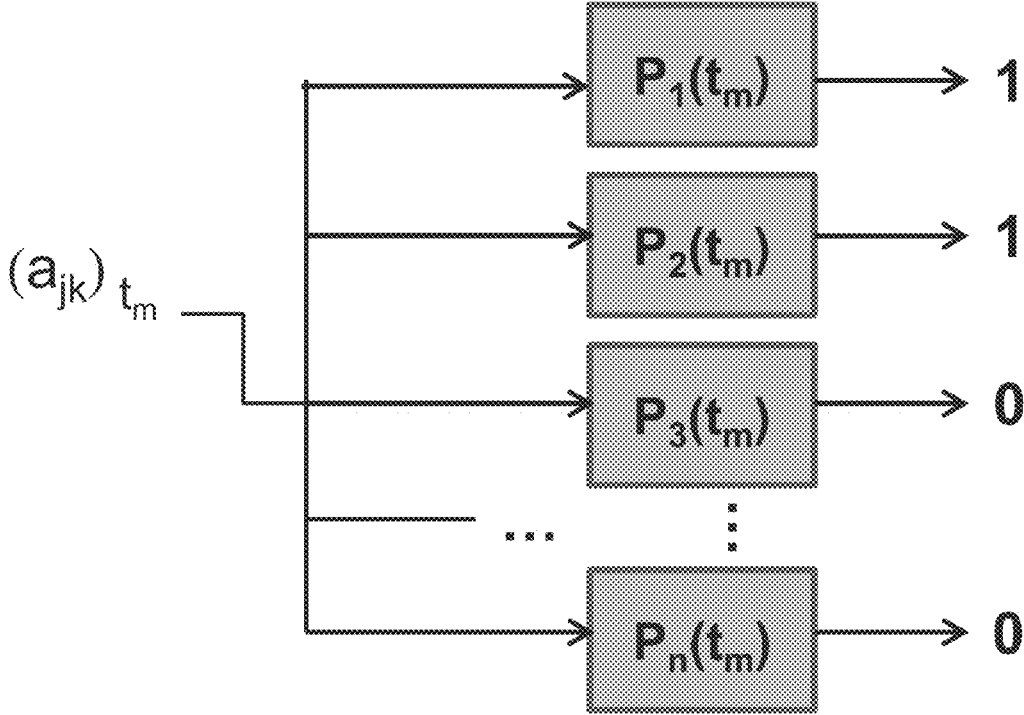 P₁(tₘ) 1
P₂(tₘ) 1
(aⱼₖ) tₘ
P₃(tₘ) 0
... ⋮
Pₙ(tₘ) 0